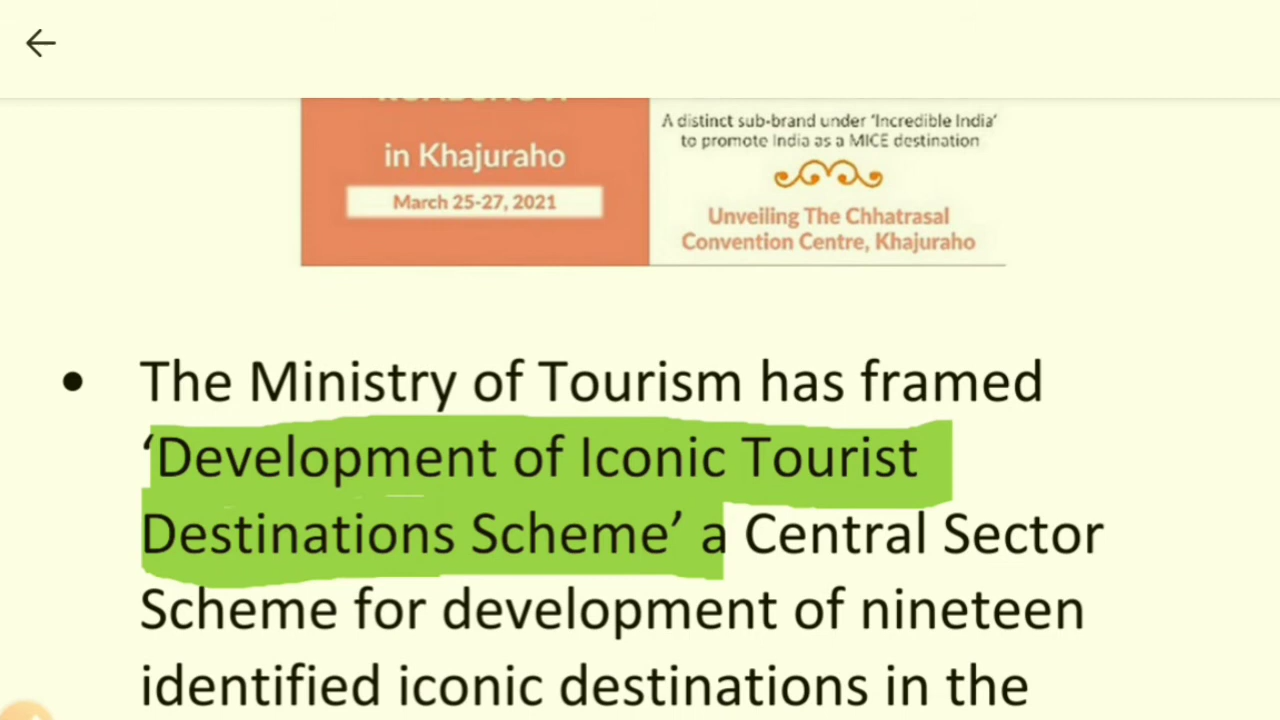 in Khajuraho
March 25-27, 2021
A distinct sub-brand under 'Incredible India'
to promote India as a MICE destination
Unveiling The Chhatrasal
Convention Centre, Khajuraho
• The Ministry of Tourism has framed
‘Development of Iconic Tourist
Destinations Scheme’ a Central Sector
Scheme for development of nineteen
identified iconic destinations in the